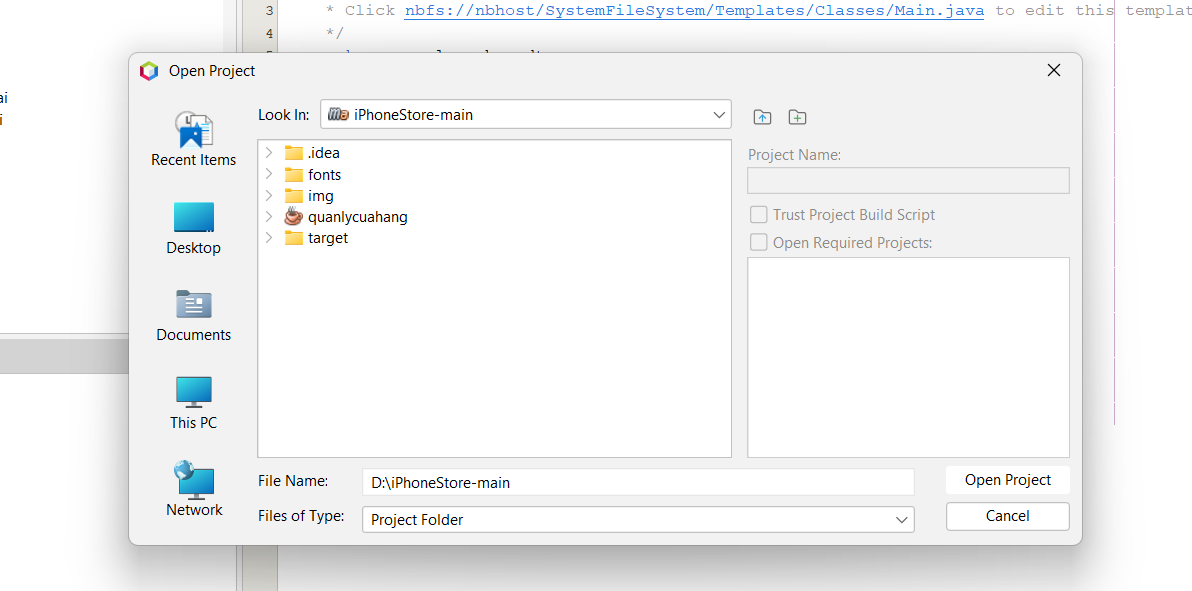 3
* Click nbfs://nbhost/SystemFileSystem/Templates/Classes/Main.java to edit this templat
4
*/
ai
i
Open Project
Look In:
iPhoneStore-main
Recent Items
Desktop
Documents
This PC
Network
.idea
fonts
img
quanlycuahang
target
Project Name:
Trust Project Build Script
Open Required Projects:
File Name:
D:\iPhoneStore-main
Open Project
Files of Type:
Project Folder
Cancel